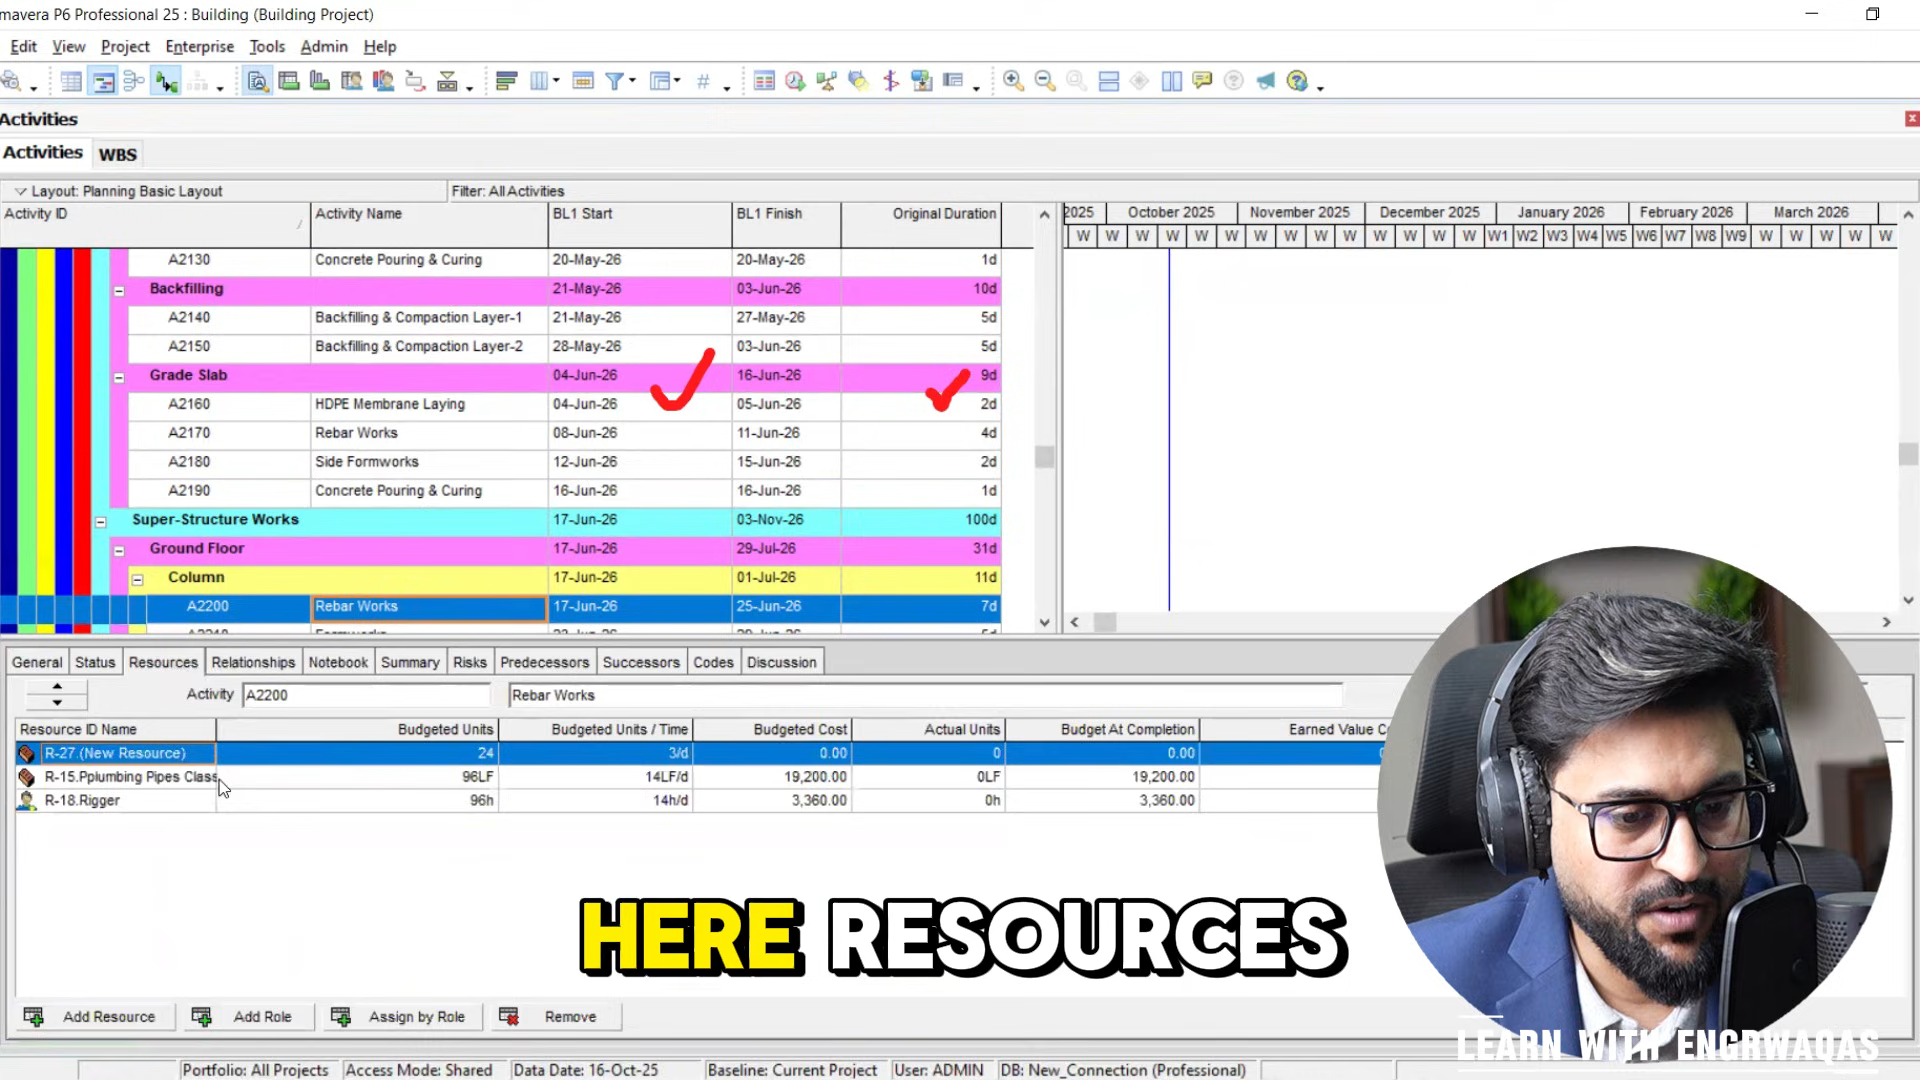 mavera P6 Professional 25 : Building (Building Project)
Edit View Project Enterprise Tools Admin Help
Activities
Activities WBS
Layout: Planning Basic Layout Filter: All Activities
Activity ID Activity Name BL1 Start BL1 Finish Original Duration 2025 October 2025 November 2025 December 2025 January 2026 February 2026 March 2026
W W W W W W W W W W W W W W W1 W2 W3 W4 W5 W6 W7 W8 W9 W W W W W
A2130 Concrete Pouring & Curing 20-May-26 20-May-26 1d
Backfilling 21-May-26 03-Jun-26 10d
A2140 Backfilling & Compaction Layer-1 21-May-26 27-May-26 5d
A2150 Backfilling & Compaction Layer-2 28-May-26 03-Jun-26 5d
Grade Slab 04-Jun-26 16-Jun-26 9d
A2160 HDPE Membrane Laying 04-Jun-26 05-Jun-26 2d
A2170 Rebar Works 08-Jun-26 11-Jun-26 4d
A2180 Side Formworks 12-Jun-26 15-Jun-26 2d
A2190 Concrete Pouring & Curing 16-Jun-26 16-Jun-26 1d
Super-Structure Works 17-Jun-26 03-Nov-26 100d
Ground Floor 17-Jun-26 29-Jul-26 31d
Column 17-Jun-26 01-Jul-26 11d
A2200 Rebar Works 17-Jun-26 25-Jun-26 7d
General Status Resources Relationships Notebook Summary Risks Predecessors Successors Codes Discussion
Activity A2200 Rebar Works
Resource ID Name Budgeted Units Budgeted Units / Time Budgeted Cost Actual Units Budget At Completion Earned Value C
R-27.(New Resource) 24 3/d 0.00 0 0.00
R-15.Pplumbing Pipes Class 96LF 14LF/d 19,200.00 0LF 19,200.00
R-18.Rigger 96h 14h/d 3,360.00 0h 3,360.00
HERE RESOURCES
Add Resource Add Role Assign by Role Remove
LEARN WITH ENGRWAQAS
Portfolio: All Projects Access Mode: Shared Data Date: 16-Oct-25 Baseline: Current Project User: ADMIN DB: New_Connection (Professional)